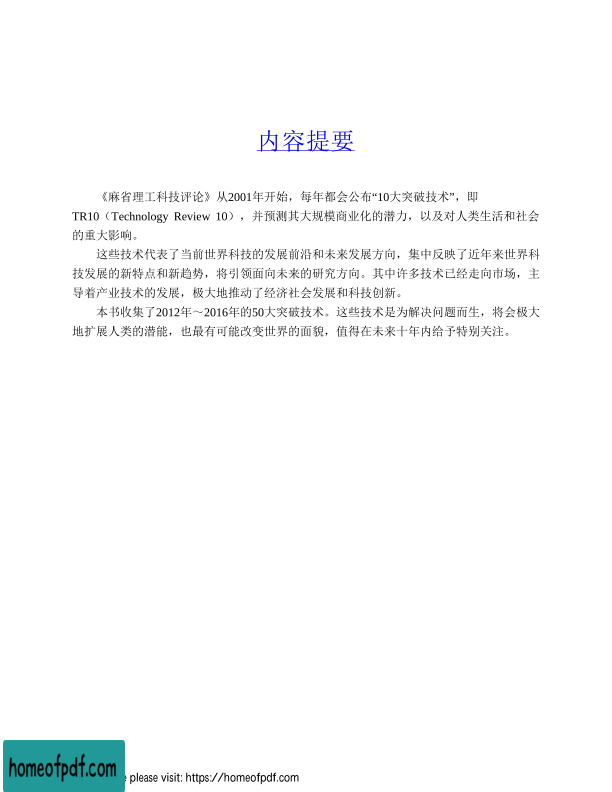 内容提要
《麻省理工科技评论》从2001年开始，每年都会公布“10大突破技术”，即
TR10（Technology Review 10），并预测其大规模商业化的潜力，以及对人类生活和社会
的重大影响。
这些技术代表了当前世界科技的发展前沿和未来发展方向，集中反映了近年来世界科
技发展的新特点和新趋势，将引领面向未来的研究方向。其中许多技术已经走向市场，主
导着产业技术的发展，极大地推动了经济社会发展和科技创新。
本书收集了2012年～2016年的50大突破技术。这些技术是为解决问题而生，将会极大
地扩展人类的潜能，也最有可能改变世界的面貌，值得在未来十年内给予特别关注。
homeofpdf.com
please visit: https://homeofpdf.com